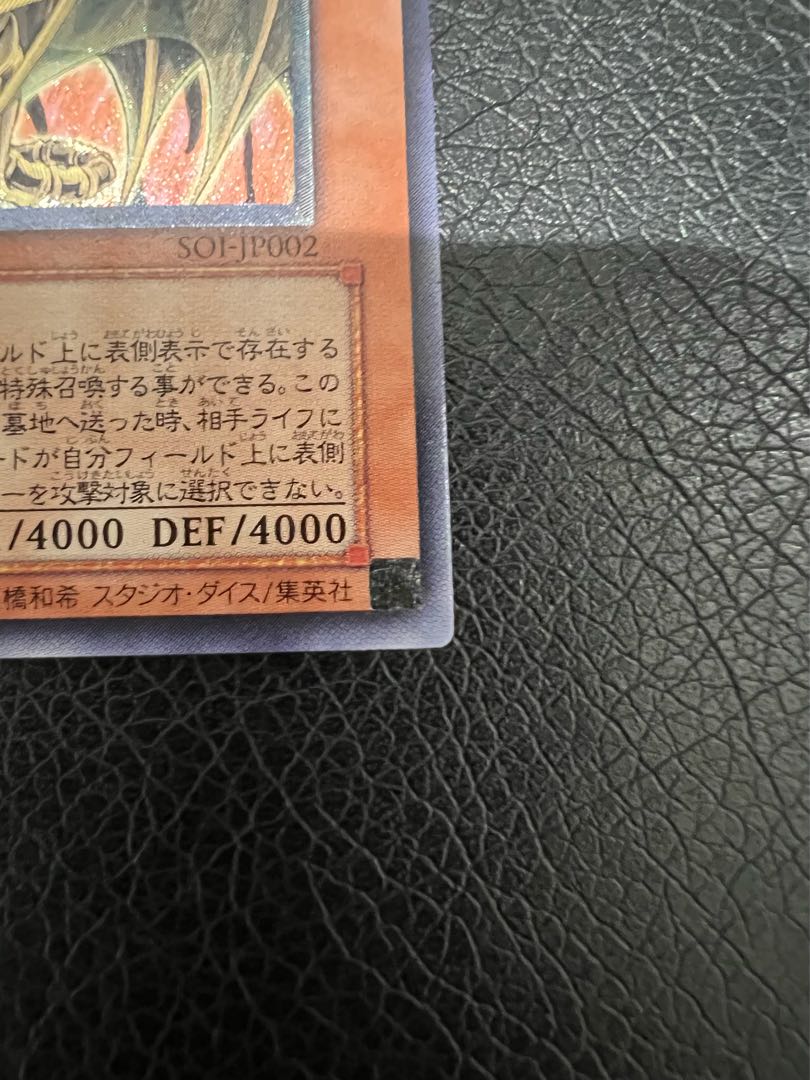 SOI-JP002
ルド上に表側表示で存在する
特殊召喚する事ができる。この
墓地へ送った時、相手ライフに
ードが自分フィールド上に表側
ーを攻撃対象に選択できない。
/4000 DEF/4000
橋和希 スタジオ・ダイス/集英社